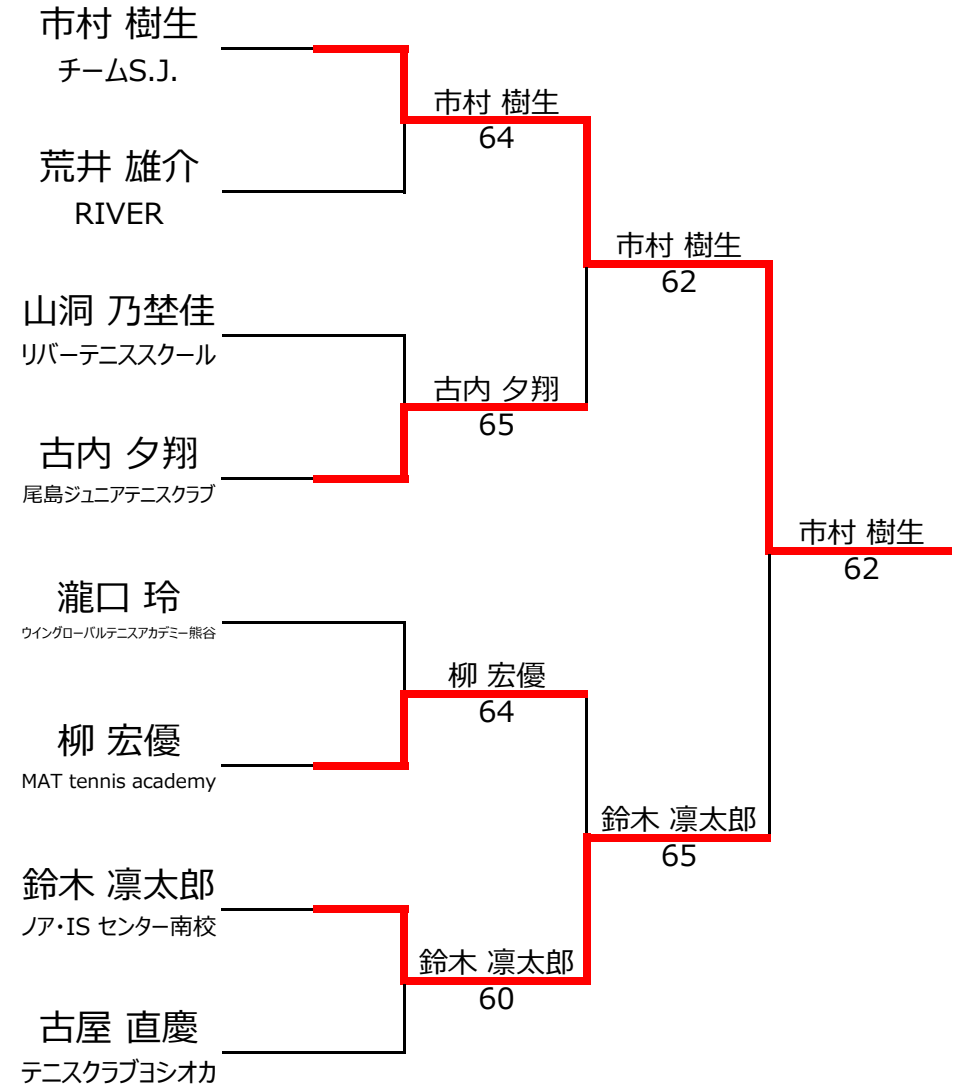 市村 樹生
チームS.J.
市村 樹生
64
荒井 雄介
RIVER
市村 樹生
62
山洞 乃埜佳
リバーテニススクール
古内 夕翔
65
古内 夕翔
尾島ジュニアテニスクラブ
市村 樹生
62
瀧口 玲
ウイングローバルテニスアカデミー熊谷
柳 宏優
64
柳 宏優
MAT tennis academy
鈴木 凛太郎
65
鈴木 凛太郎
ノア・IS センター南校
鈴木 凛太郎
60
古屋 直慶
テニスクラブヨシオカ